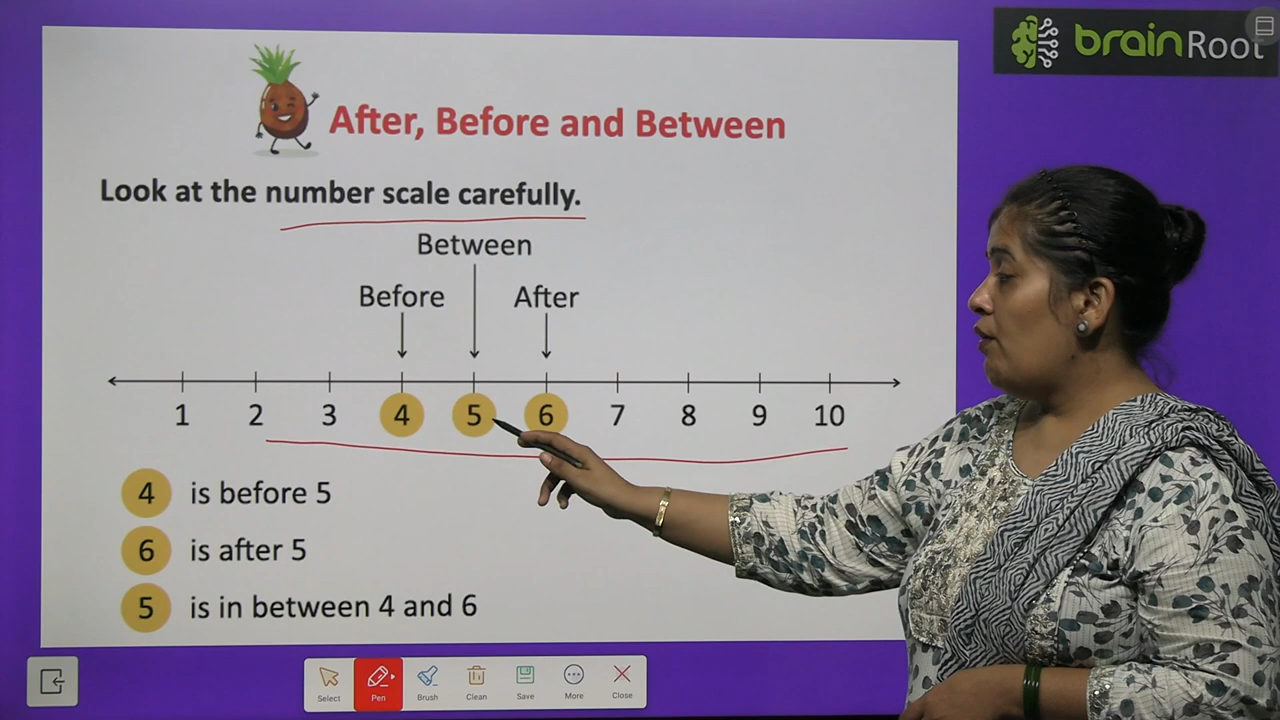 brainRoot
After, Before and Between
Look at the number scale carefully.
Between
Before After
1 2 3 4 5 6 7 8 9 10
4 is before 5
6 is after 5
5 is in between 4 and 6
Select Pen Brush Clean Save More Close